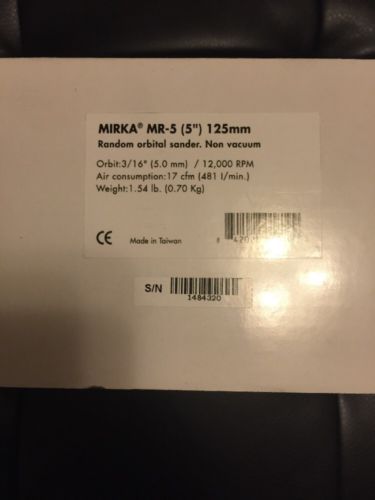 MIRKA® MR-5 (5") 125mm
Random orbital sander. Non vacuum
Orbit:3/16" (5.0 mm) / 12,000 RPM
Air consumption:17 cfm (481 l/min.)
Weight:1.54 lb. (0.70 Kg)
CE Made in Taiwan
S/N 1484320